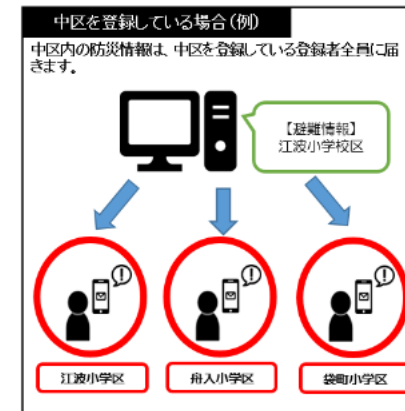 中区を登録している場合(例)
中区内の防災情報は、中区を登録している登録者全員に届
きます。
【避難情報】
江波小学校区
江波小学区
舟入小学区
袋町小学区